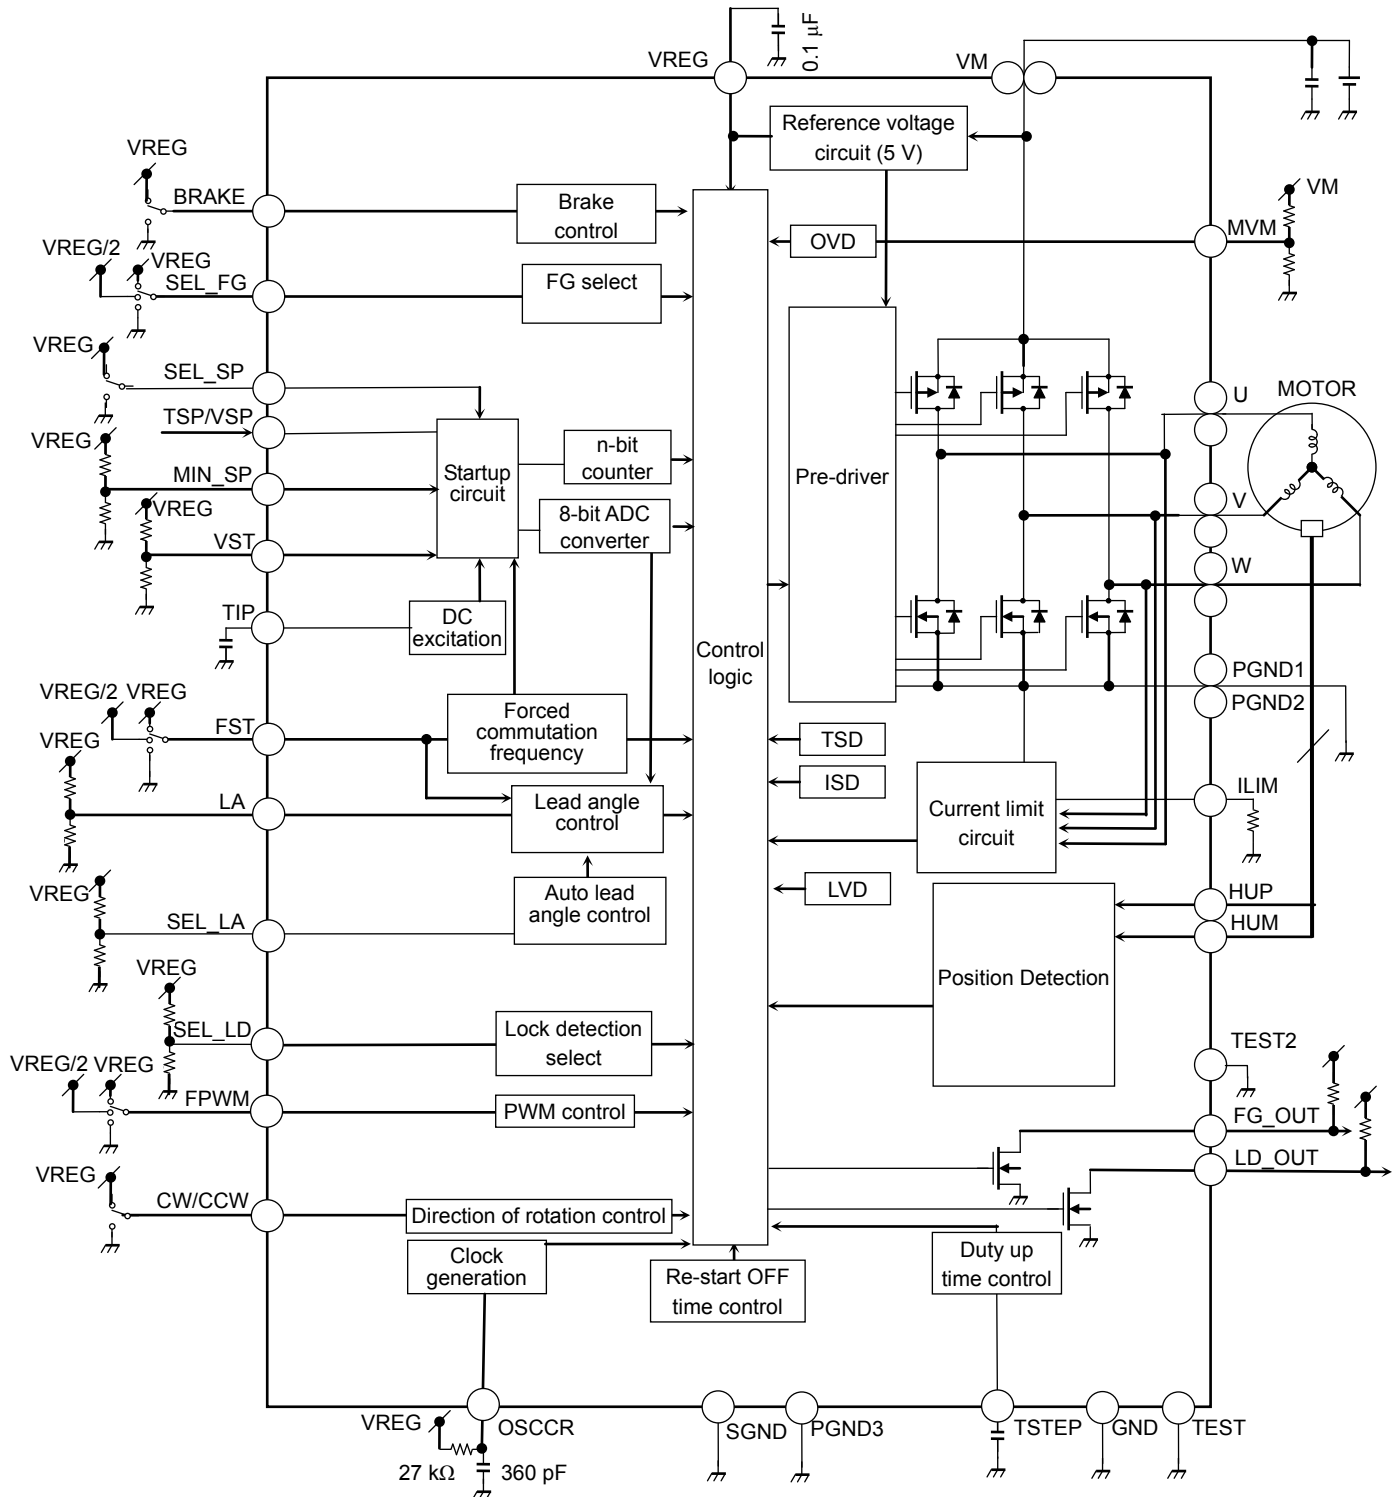 0.1 µF
VREG
VM
Reference voltage
circuit (5 V)
VREG
BRAKE
Brake
control
VM
MVM
OVD
VREG/2
VREG
SEL_FG
FG select
VREG
SEL_SP
TSP/VSP
VREG
MIN_SP
VREG
VST
Startup
circuit
n-bit
counter
8-bit ADC
converter
Pre-driver
U
MOTOR
V
W
TIP
DC
excitation
Control
logic
PGND1
PGND2
VREG/2
VREG
FST
VREG
Forced
commutation
frequency
TSD
ISD
LA
Lead angle
control
Current limit
circuit
ILIM
VREG
SEL_LA
Auto lead
angle control
LVD
HUP
HUM
Position Detection
VREG
SEL_LD
Lock detection
select
TEST2
VREG/2
VREG
FPWM
PWM control
FG_OUT
LD_OUT
VREG
CW/CCW
Direction of rotation control
Clock
generation
Re-start OFF
time control
Duty up
time control
VREG
OSCCR
27 kΩ
360 pF
SGND
PGND3
TSTEP
GND
TEST